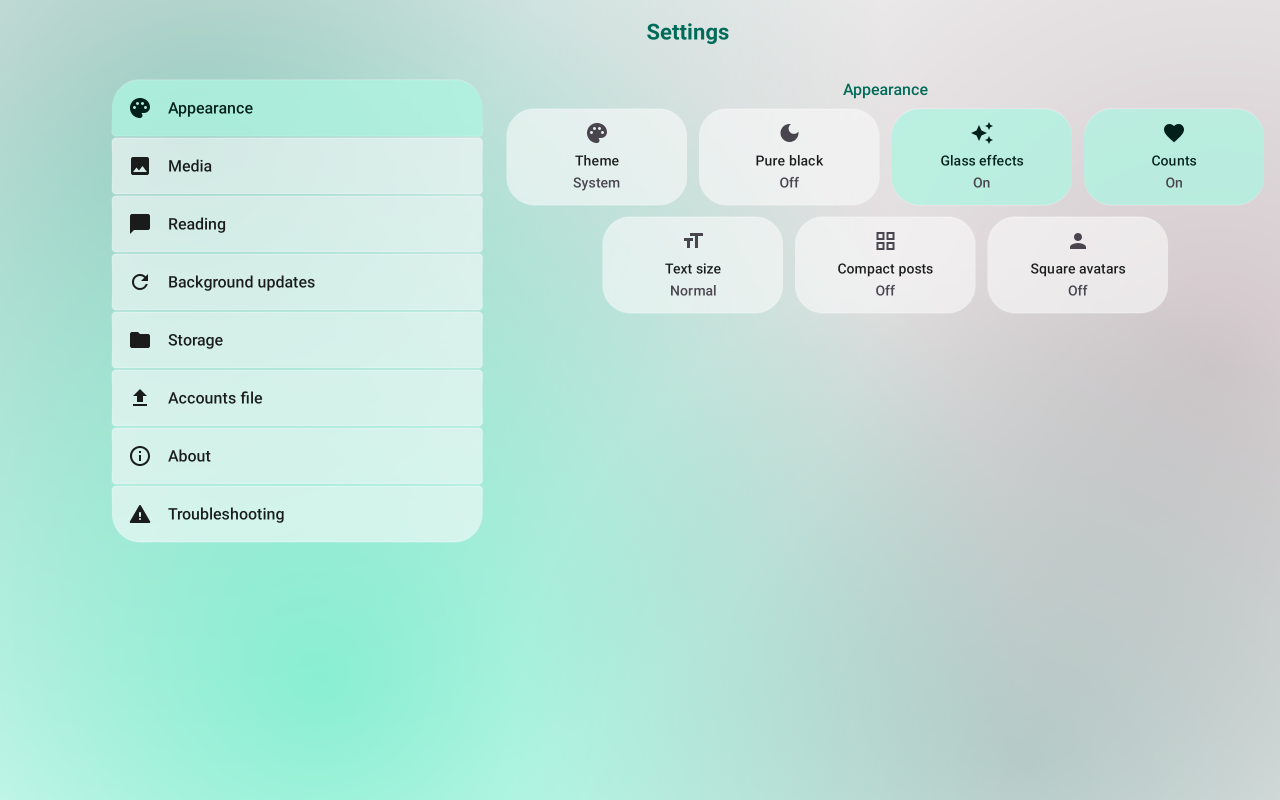 Settings
Appearance
Media
Reading
Background updates
Storage
Accounts file
About
Troubleshooting
Appearance
Theme
System
Pure black
Off
Glass effects
On
Counts
On
Text size
Normal
Compact posts
Off
Square avatars
Off